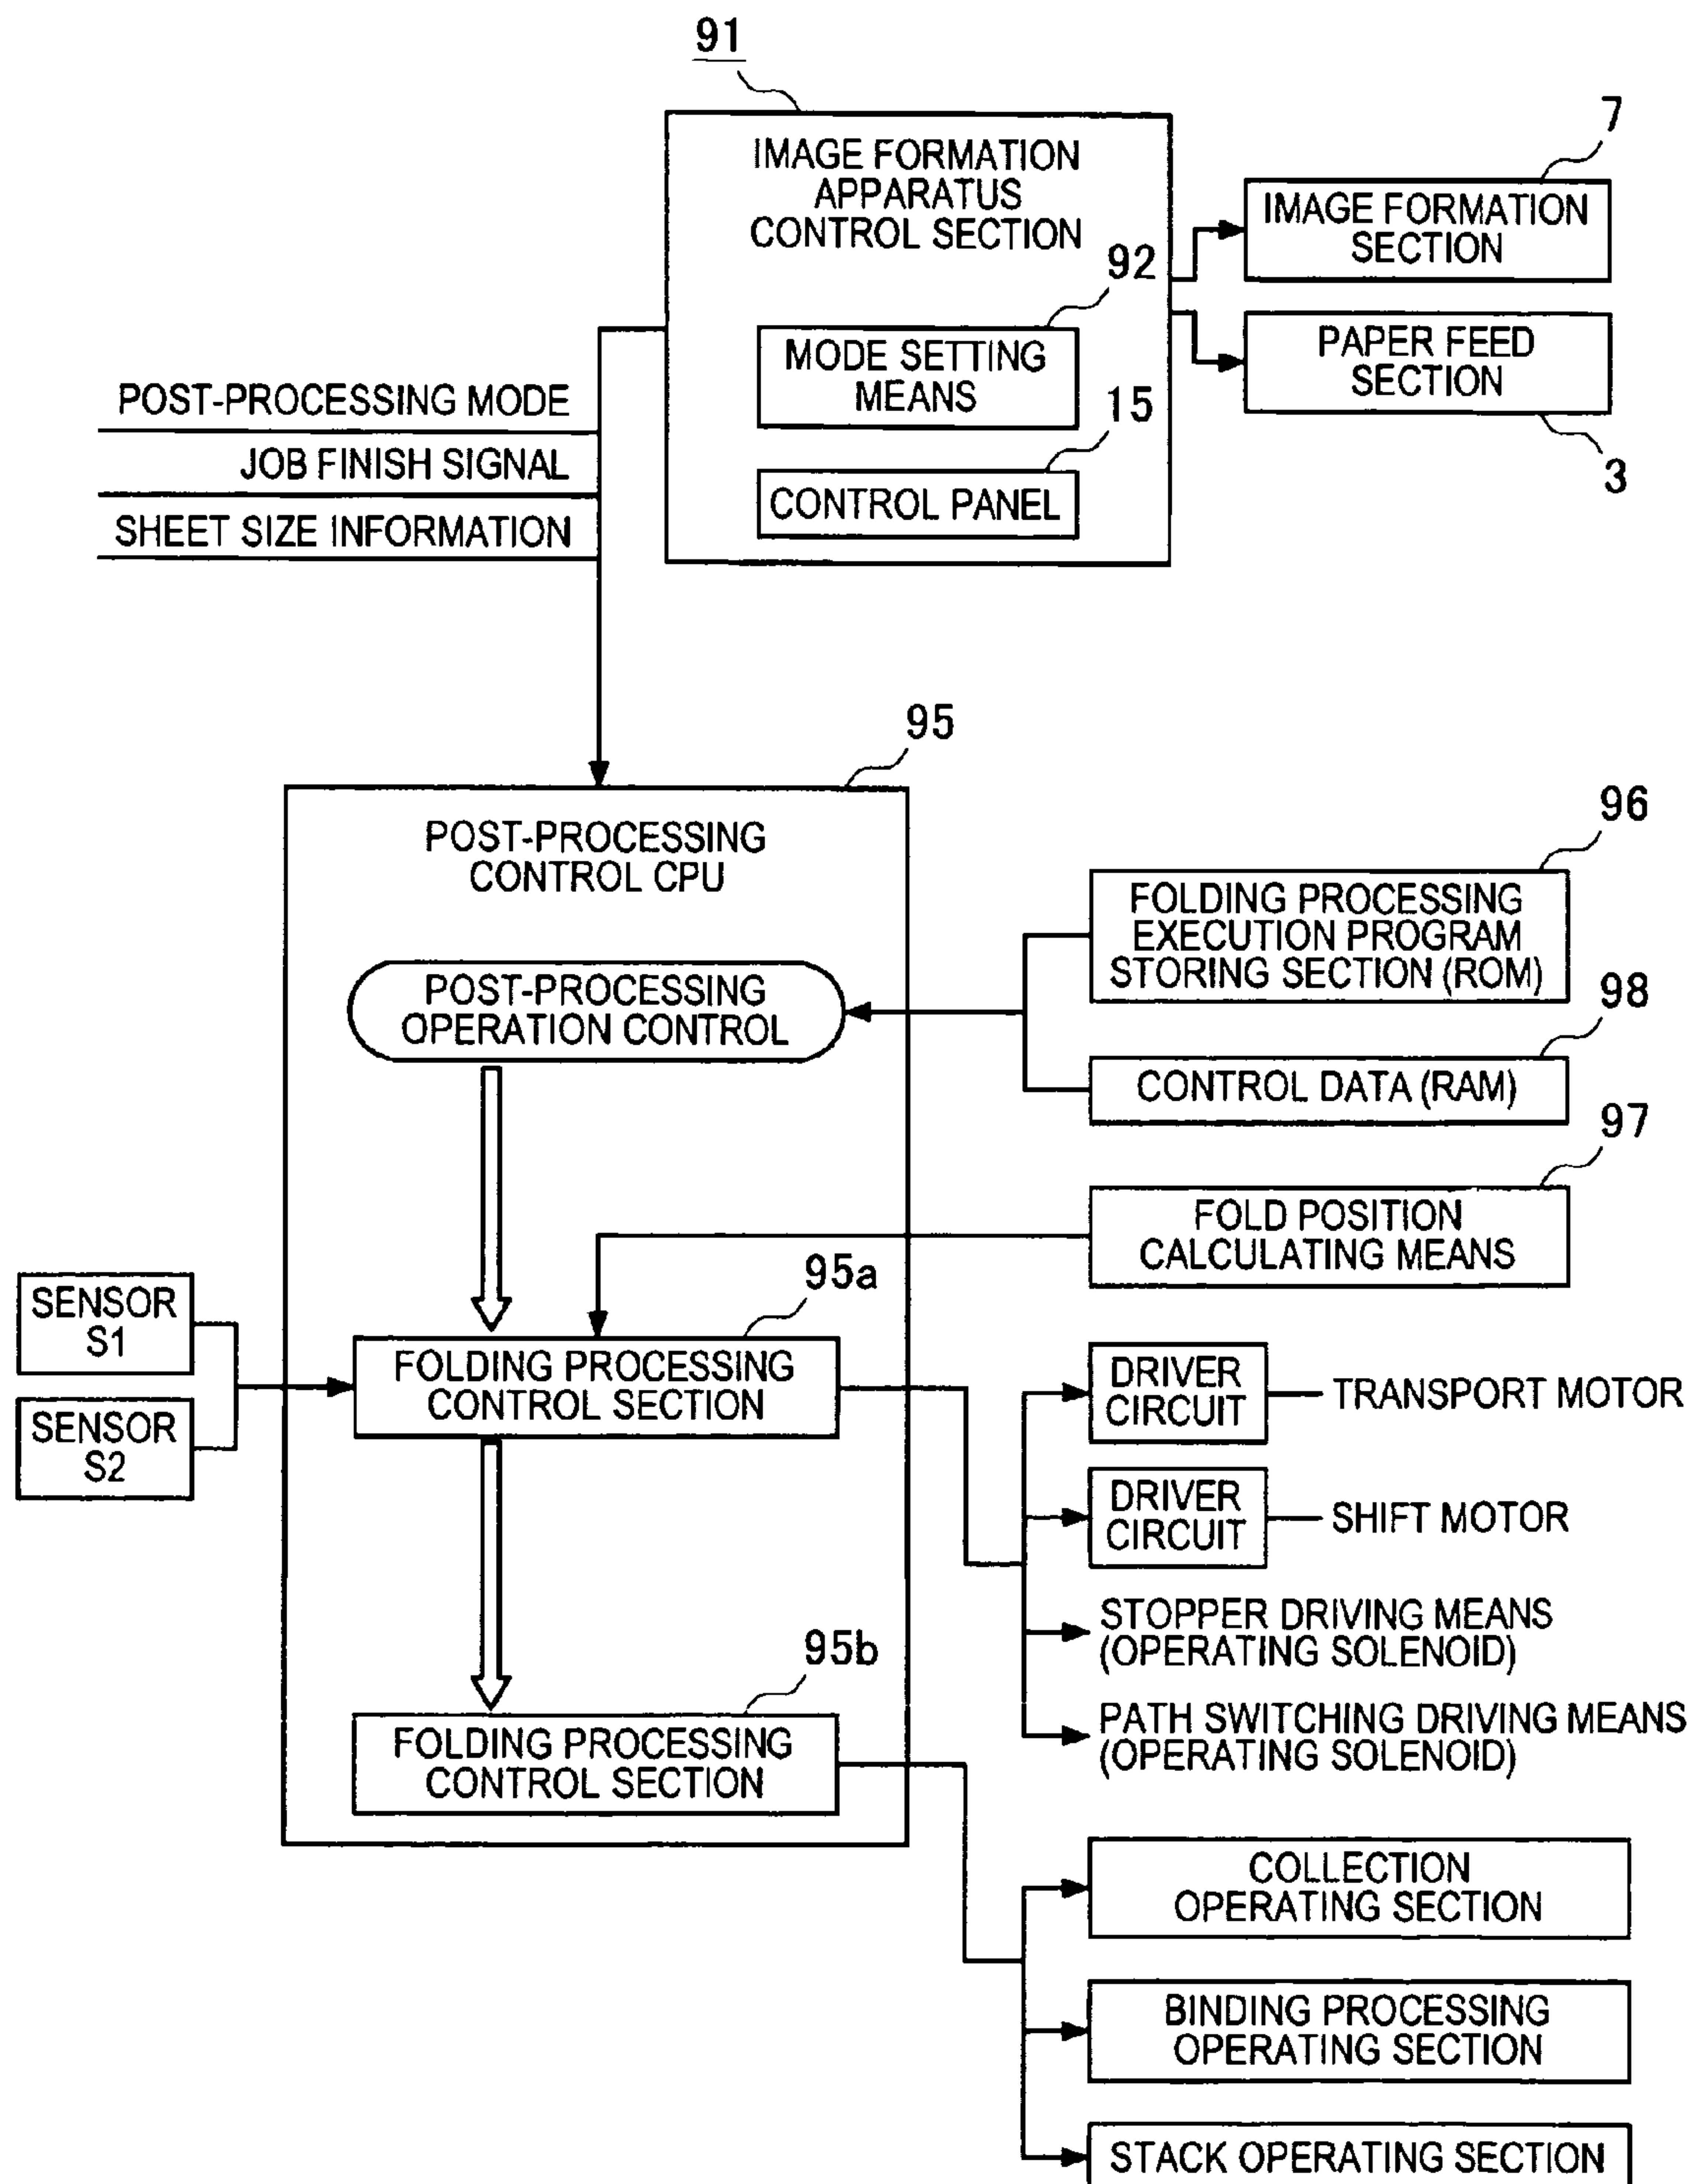 91
IMAGE FORMATION
APPARATUS
CONTROL SECTION
92
MODE SETTING
MEANS
15
CONTROL PANEL
7
IMAGE FORMATION
SECTION
PAPER FEED
SECTION
3
POST-PROCESSING MODE
JOB FINISH SIGNAL
SHEET SIZE INFORMATION
95
POST-PROCESSING
CONTROL CPU
POST-PROCESSING
OPERATION CONTROL
96
FOLDING PROCESSING
EXECUTION PROGRAM
STORING SECTION (ROM)
98
CONTROL DATA (RAM)
97
FOLD POSITION
CALCULATING MEANS
SENSOR
S1
SENSOR
S2
95a
FOLDING PROCESSING
CONTROL SECTION
DRIVER
CIRCUIT
TRANSPORT MOTOR
DRIVER
CIRCUIT
SHIFT MOTOR
STOPPER DRIVING MEANS
(OPERATING SOLENOID)
PATH SWITCHING DRIVING MEANS
(OPERATING SOLENOID)
95b
FOLDING PROCESSING
CONTROL SECTION
COLLECTION
OPERATING SECTION
BINDING PROCESSING
OPERATING SECTION
STACK OPERATING SECTION